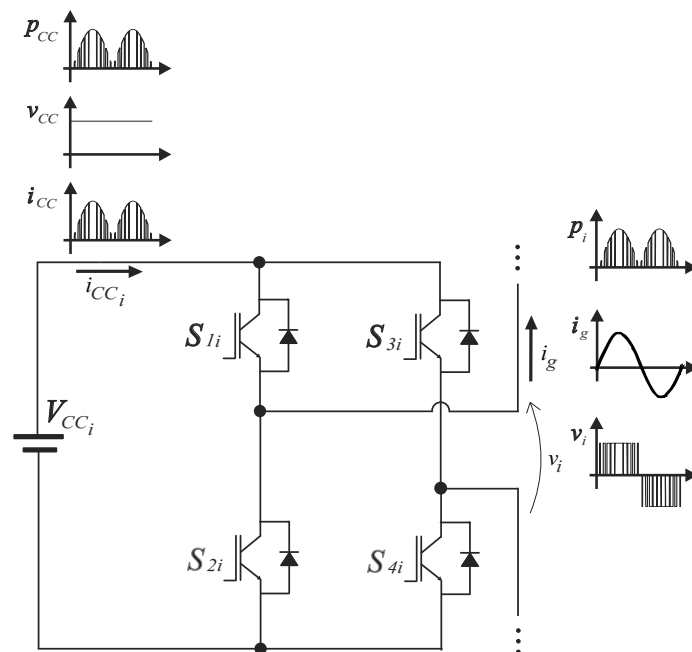 p_CC
v_CC
i_CC
i_CC_i
S_1i
S_3i
p_i
i_g
i_g
V_CC_i
v_i
v_i
S_2i
S_4i